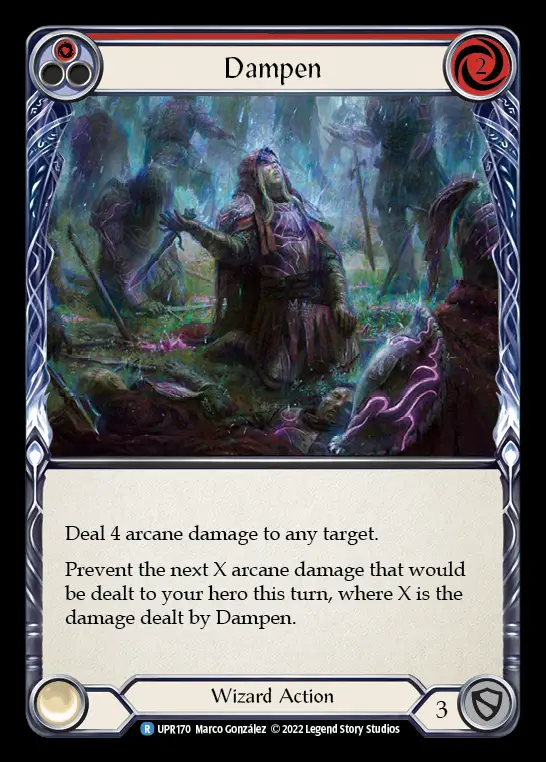 Dampen
2
Deal 4 arcane damage to any target.
Prevent the next X arcane damage that would
be dealt to your hero this turn, where X is the
damage dealt by Dampen.
Wizard Action
3
R UPR170 Marco González © 2022 Legend Story Studios